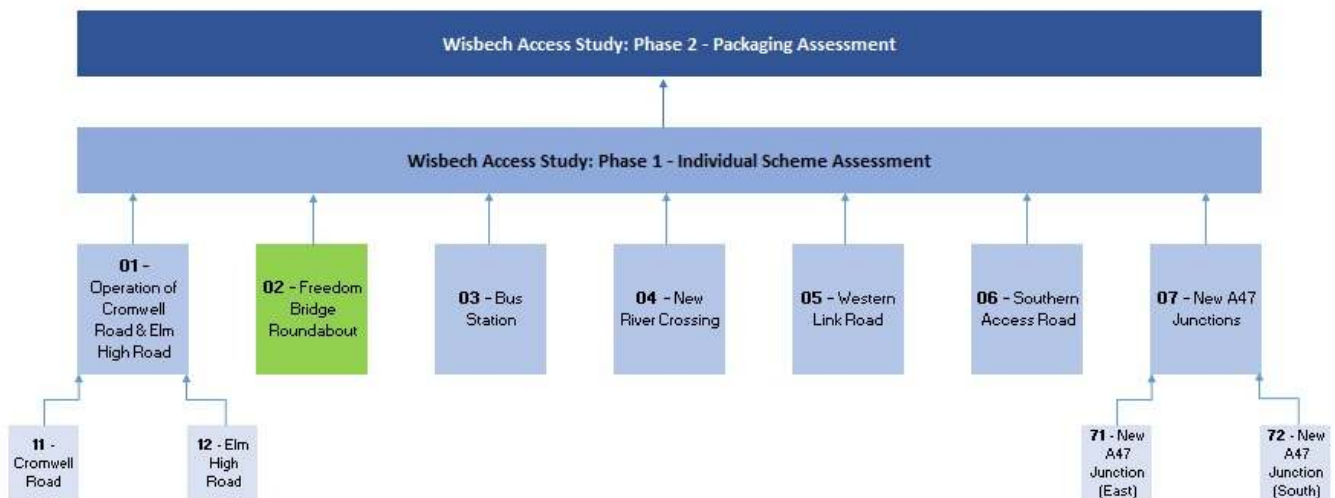 Wisbech Access Study: Phase 2 - Packaging Assessment
Wisbech Access Study: Phase 1 - Individual Scheme Assessment
01 -
Operation of
Cromwell
Road & Elm
High Road
02 - Freedom
Bridge
Roundabout
03 - Bus
Station
04 - New
River Crossing
05 - Western
Link Road
06 - Southern
Access Road
07 - New A47
Junctions
11 -
Cromwell
Road
12 - Elm
High
Road
71 - New
A47
Junction
(East)
72 - New
A47
Junction
(South)